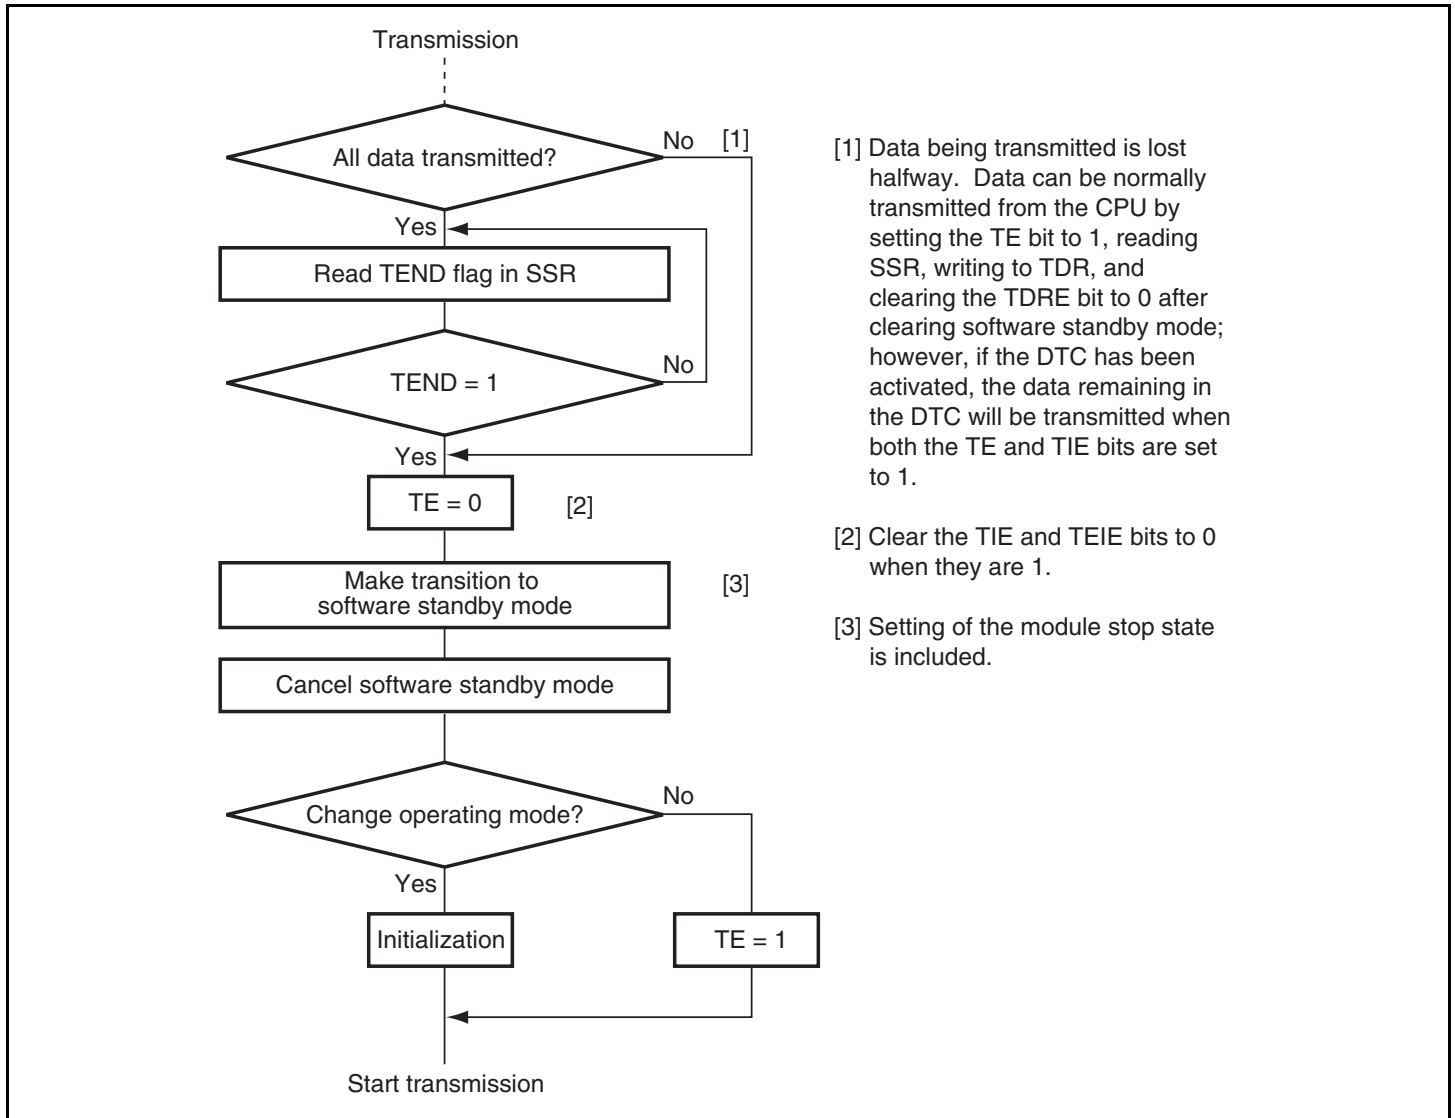 Transmission
All data transmitted?
No
[1]
Yes
Read TEND flag in SSR
TEND = 1
No
Yes
TE = 0
[2]
Make transition to
software standby mode
[3]
Cancel software standby mode
Change operating mode?
No
Yes
Initialization
TE = 1
Start transmission
[1] Data being transmitted is lost
halfway. Data can be normally
transmitted from the CPU by
setting the TE bit to 1, reading
SSR, writing to TDR, and
clearing the TDRE bit to 0 after
clearing software standby mode;
however, if the DTC has been
activated, the data remaining in
the DTC will be transmitted when
both the TE and TIE bits are set
to 1.
[2] Clear the TIE and TEIE bits to 0
when they are 1.
[3] Setting of the module stop state
is included.